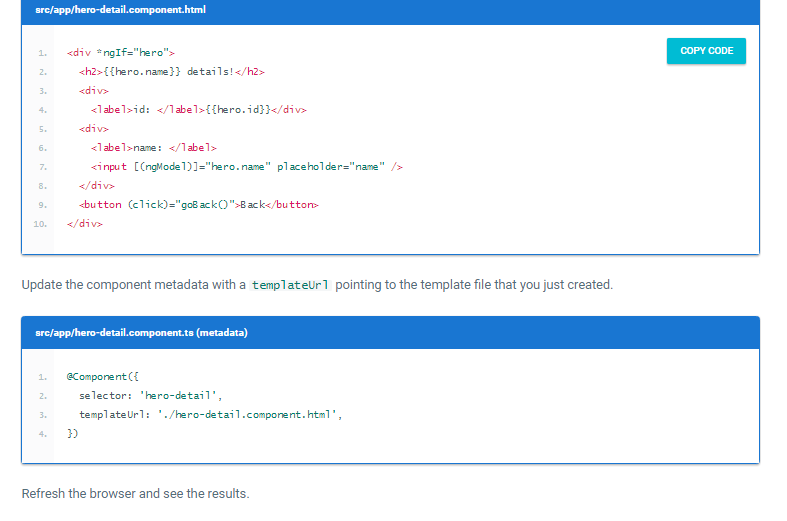 src/app/hero-detail.component.html
COPY CODE
1. <div *ngIf="hero">
2. <h2>{{hero.name}} details!</h2>
3. <div>
4. <label>id: </label>{{hero.id}}</div>
5. <div>
6. <label>name: </label>
7. <input [(ngModel)]="hero.name" placeholder="name" />
8. </div>
9. <button (click)="goBack()">Back</button>
10. </div>
Update the component metadata with a templateUrl pointing to the template file that you just created.
src/app/hero-detail.component.ts (metadata)
1. @Component({
2. selector: 'hero-detail',
3. templateUrl: './hero-detail.component.html',
4. })
Refresh the browser and see the results.